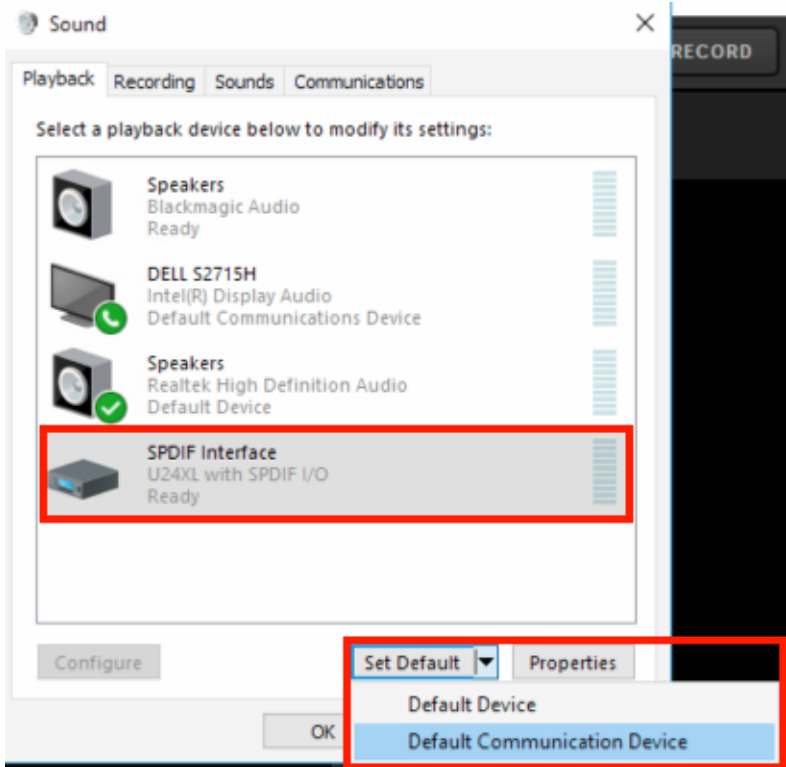 Sound
RECORD
Playback Recording Sounds Communications
Select a playback device below to modify its settings:
Speakers
Blackmagic Audio
Ready
DELL S2715H
Intel(R) Display Audio
Default Communications Device
Speakers
Realtek High Definition Audio
Default Device
SPDIF Interface
U24XL with SPDIF I/O
Ready
Configure Set Default Properties
Default Device
OK
Default Communication Device